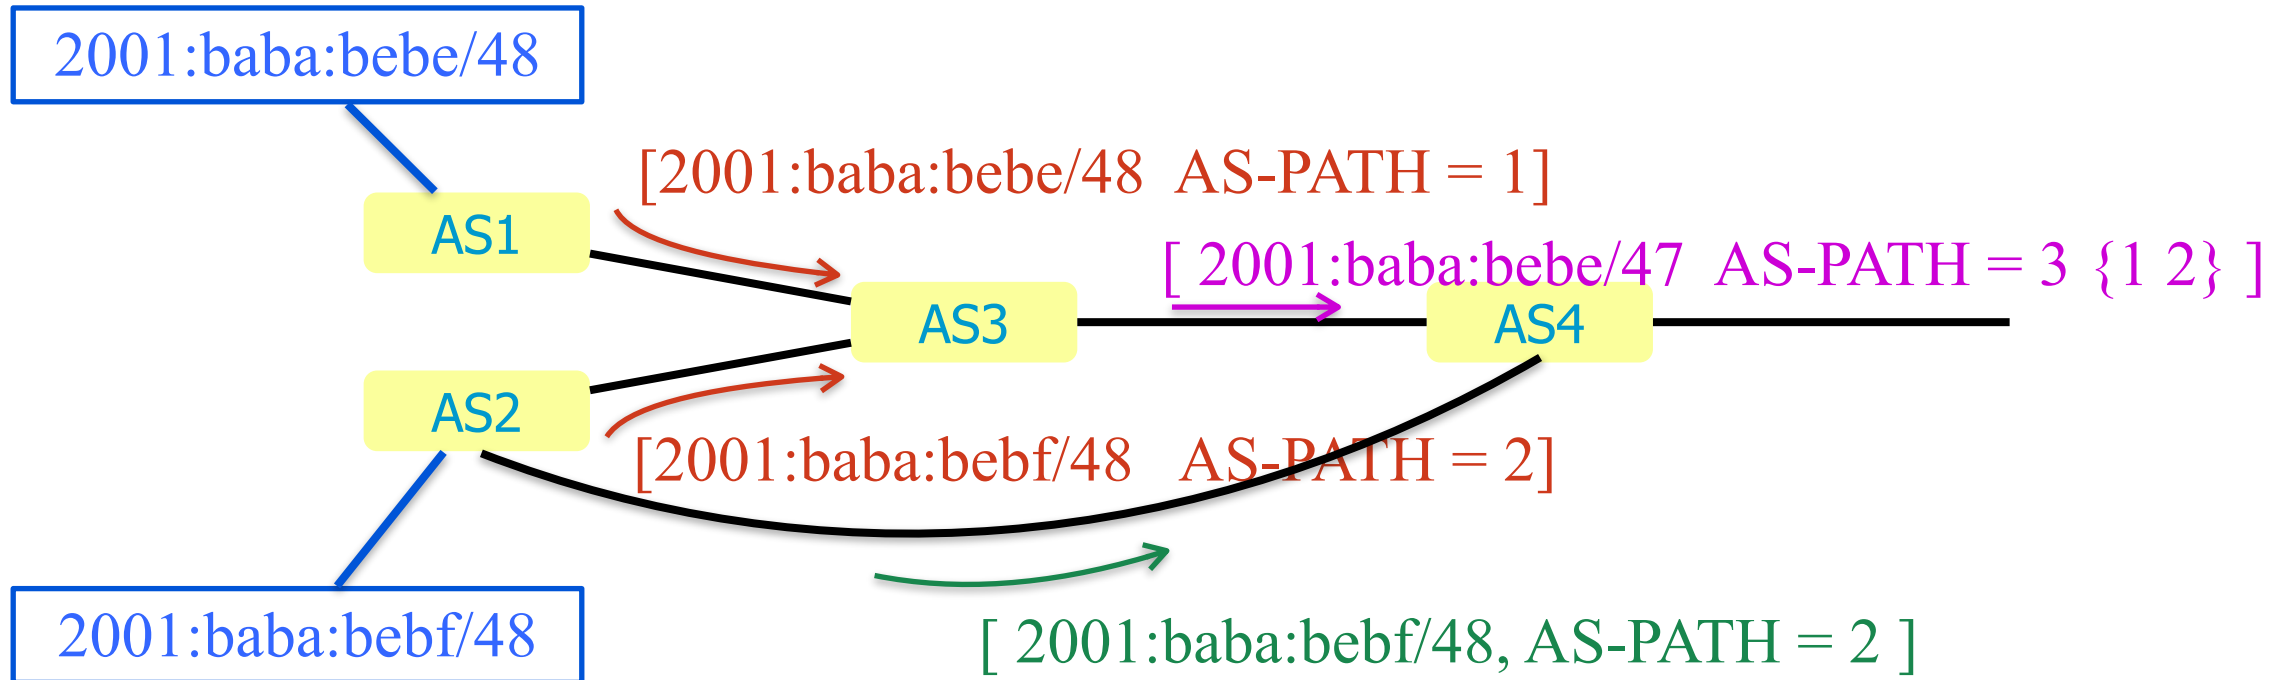 2001:baba:bebe/48
[2001:baba:bebe/48 AS-PATH = 1]
AS1
[ 2001:baba:bebe/47 AS-PATH = 3 {1 2} ]
AS3
AS4
AS2
[2001:baba:bebf/48 AS-PATH = 2]
2001:baba:bebf/48
[ 2001:baba:bebf/48, AS-PATH = 2 ]